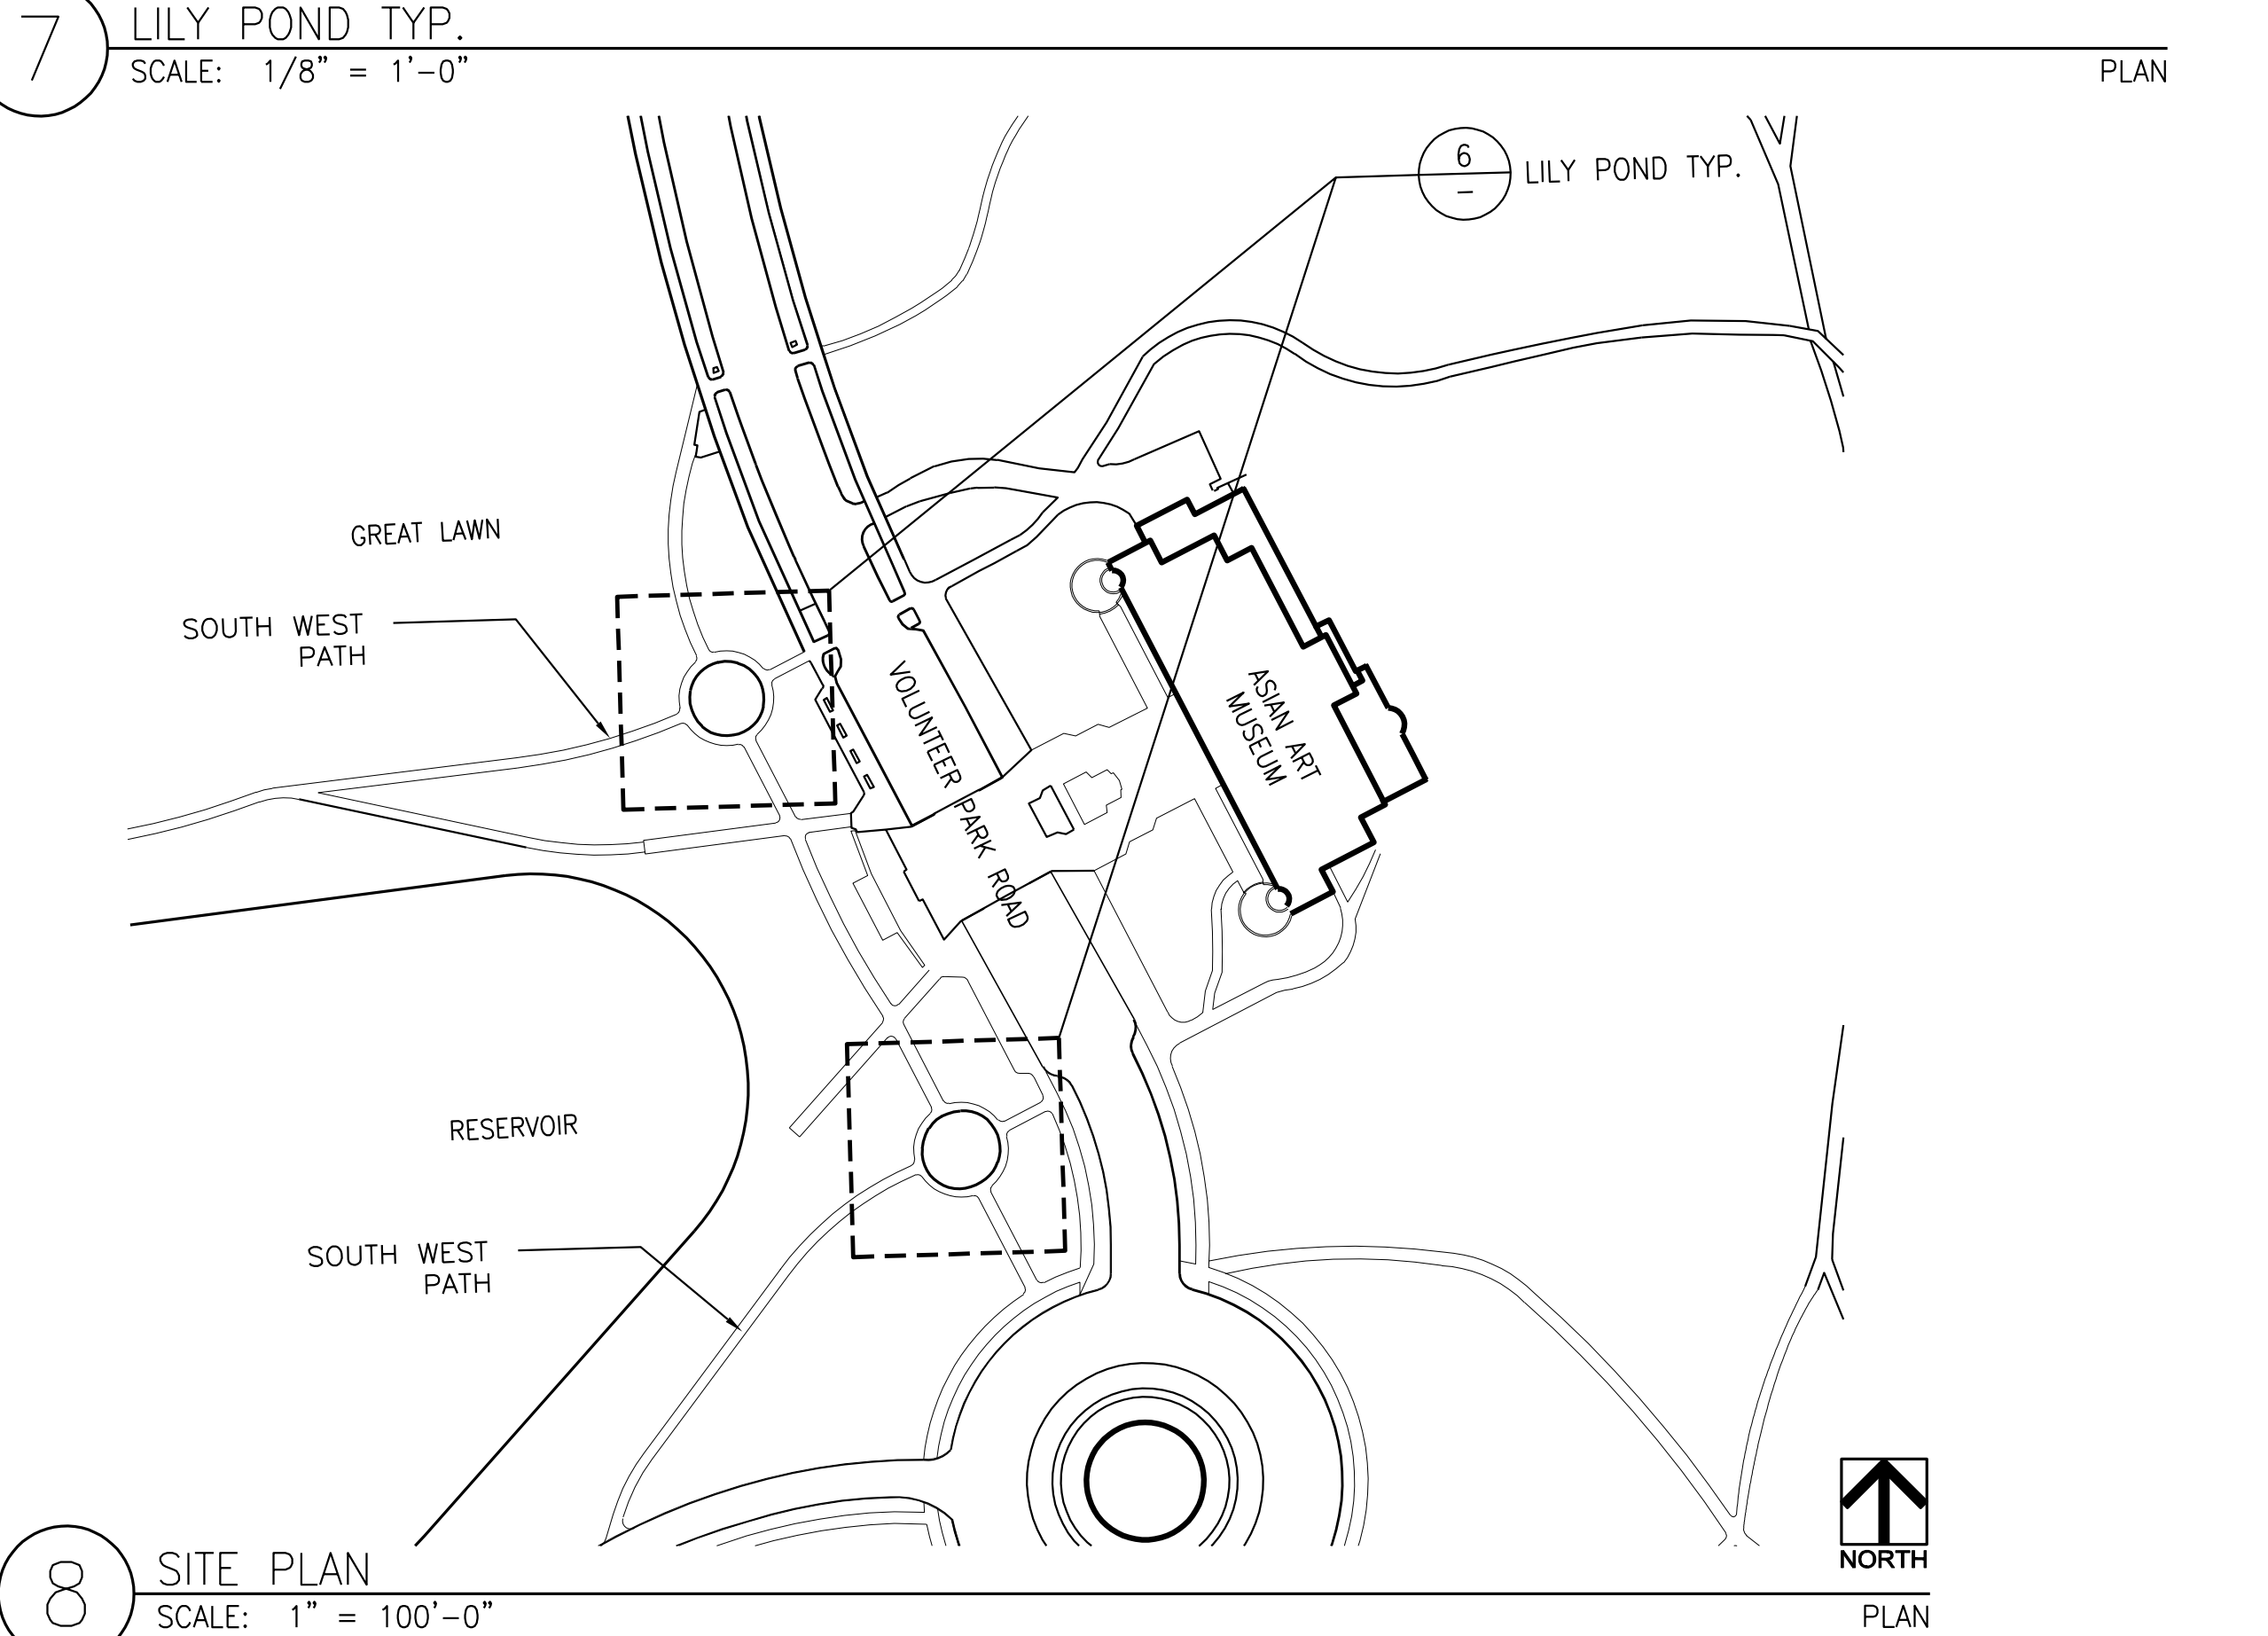 7
LILY POND TYP.
SCALE: 1/8" = 1'-0"
PLAN
6
-
LILY POND TYP.
GREAT LAWN
SOUTH WEST
PATH
VOLUNTEER PARK ROAD
ASIAN ART
MUSEUM
RESERVOIR
SOUTH WEST
PATH
NORTH
8
SITE PLAN
SCALE: 1" = 100'-0"
PLAN